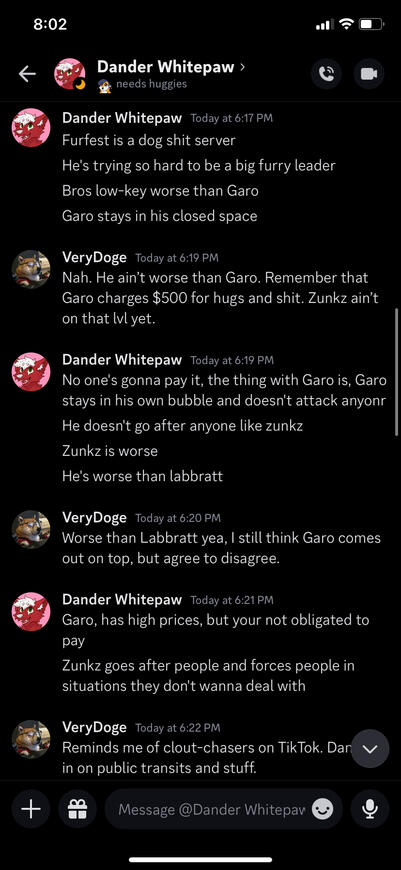 8:02
Dander Whitepaw >
needs huggies
Dander Whitepaw Today at 6:17 PM
Furfest is a dog shit server
He's trying so hard to be a big furry leader
Bros low-key worse than Garo
Garo stays in his closed space
VeryDoge Today at 6:19 PM
Nah. He ain't worse than Garo. Remember that
Garo charges $500 for hugs and shit. Zunkz ain't
on that lvl yet.
Dander Whitepaw Today at 6:19 PM
No one's gonna pay it, the thing with Garo is, Garo
stays in his own bubble and doesn't attack anyonr
He doesn't go after anyone like zunkz
Zunkz is worse
He's worse than labbratt
VeryDoge Today at 6:20 PM
Worse than Labbratt yea, I still think Garo comes
out on top, but agree to disagree.
Dander Whitepaw Today at 6:21 PM
Garo, has high prices, but your not obligated to
pay
Zunkz goes after people and forces people in
situations they don't wanna deal with
VeryDoge Today at 6:22 PM
Reminds me of clout-chasers on TikTok.
in on public transits and stuff.
Message @Dander Whitepaw